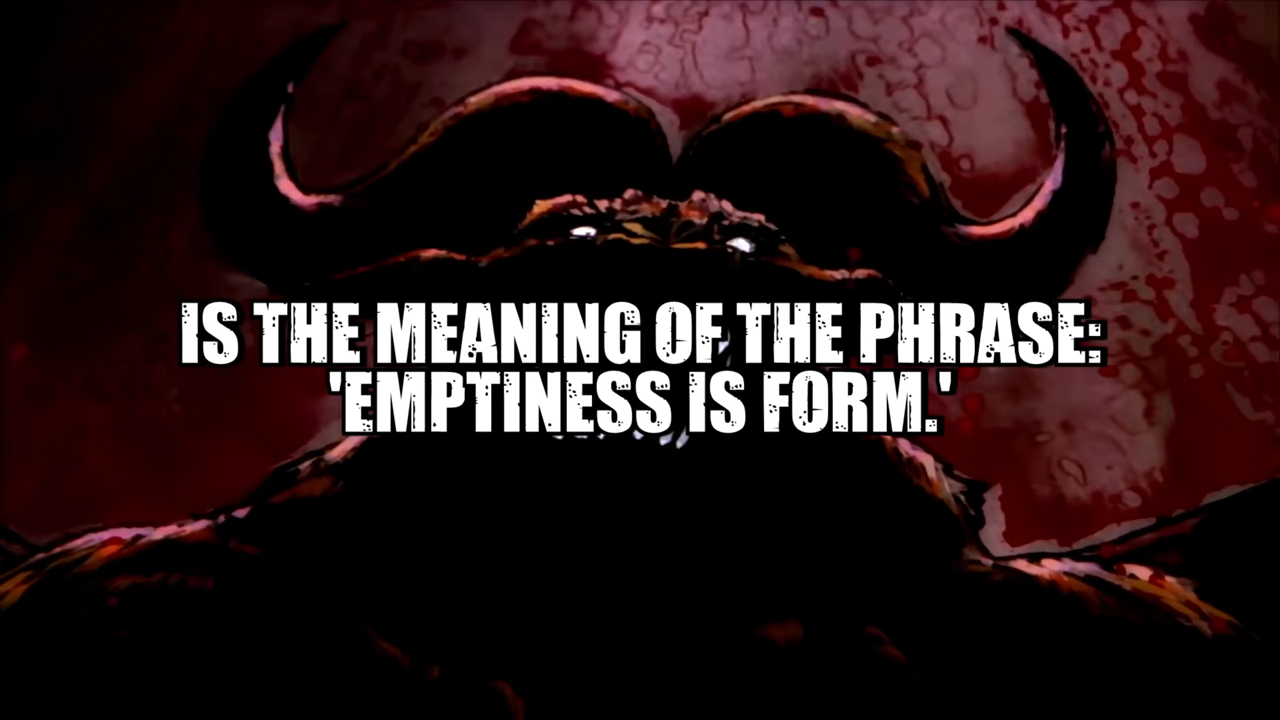 IS THE MEANING OF THE PHRASE:
'EMPTINESS IS FORM.'